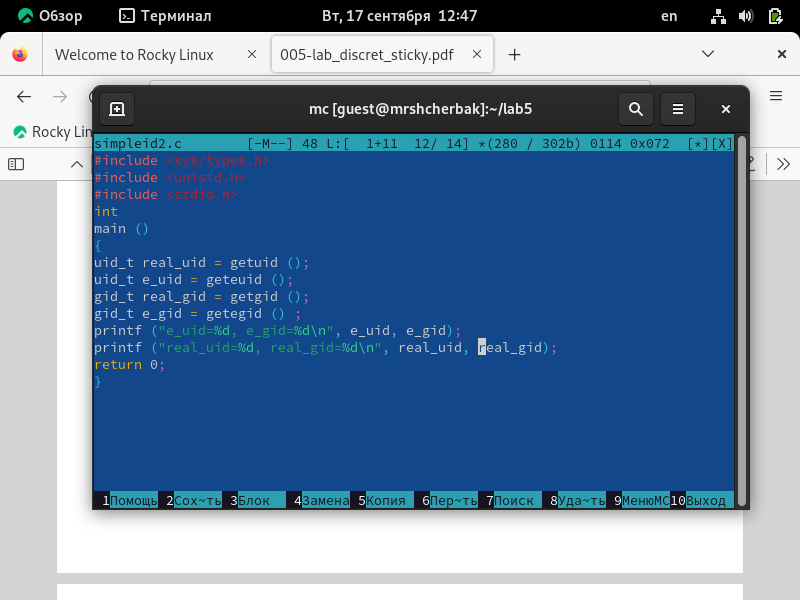 Обзор Терминал Вт, 17 сентября 12:47 en
Welcome to Rocky Linux × 005-lab_discret_sticky.pdf ×
mc [guest@mrshcherbak]:~/lab5
Rocky Lin
simpleid2.c [-M--] 48 L:[ 1+11 12/ 14] *(280 / 302b) 0114 0x072 [*][X]
#include <sys/types.h>
#include <unistd.h>
#include <stdio.h>
int
main ()
{
uid_t real_uid = getuid ();
uid_t e_uid = geteuid ();
gid_t real_gid = getgid ();
gid_t e_gid = getegid () ;
printf ("e_uid=%d, e_gid=%d\n", e_uid, e_gid);
printf ("real_uid=%d, real_gid=%d\n", real_uid, real_gid);
return 0;
}
1Помощь 2Сох~ть 3Блок 4Замена 5Копия 6Пер~ть 7Поиск 8Уда~ть 9МенюMC 10Выход